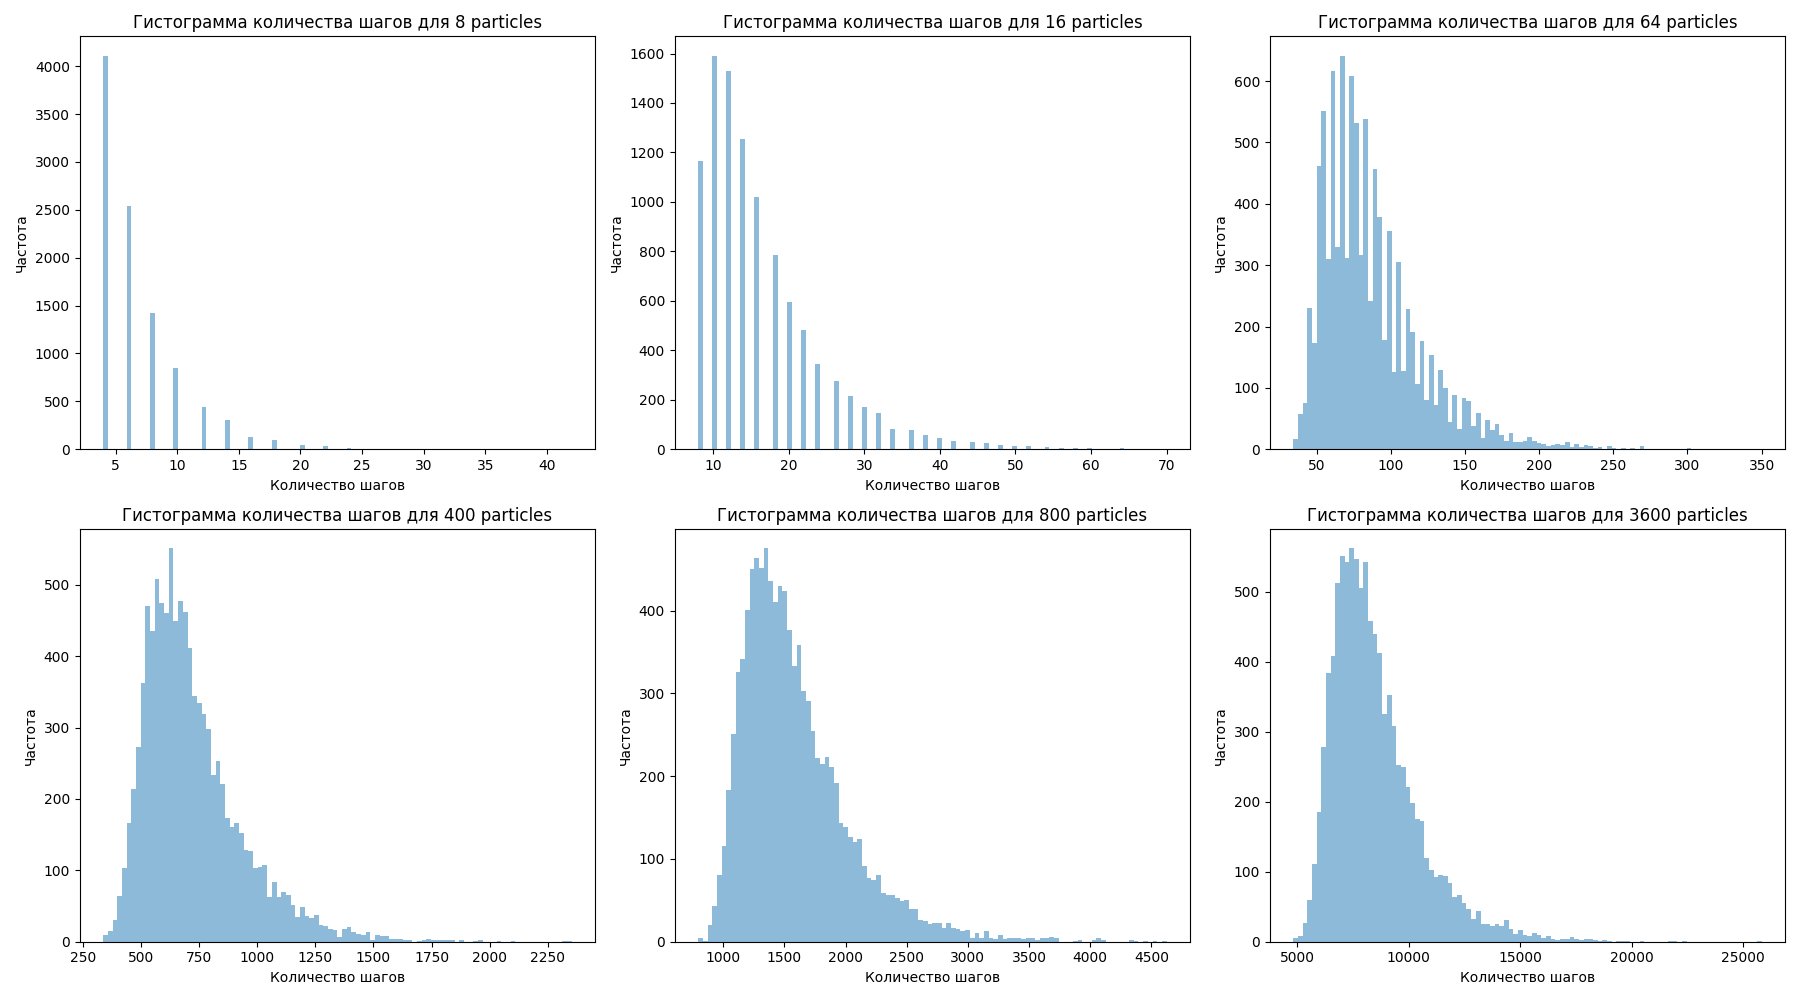 Гистограмма количества шагов для 8 particles
Частота
4000
3500
3000
2500
2000
1500
1000
500
0
5 10 15 20 25 30 35 40
Количество шагов
Гистограмма количества шагов для 16 particles
Частота
1600
1400
1200
1000
800
600
400
200
0
10 20 30 40 50 60 70
Количество шагов
Гистограмма количества шагов для 64 particles
Частота
600
500
400
300
200
100
0
50 100 150 200 250 300 350
Количество шагов
Гистограмма количества шагов для 400 particles
Частота
500
400
300
200
100
0
250 500 750 1000 1250 1500 1750 2000 2250
Количество шагов
Гистограмма количества шагов для 800 particles
Частота
400
300
200
100
0
1000 1500 2000 2500 3000 3500 4000 4500
Количество шагов
Гистограмма количества шагов для 3600 particles
Частота
500
400
300
200
100
0
5000 10000 15000 20000 25000
Количество шагов